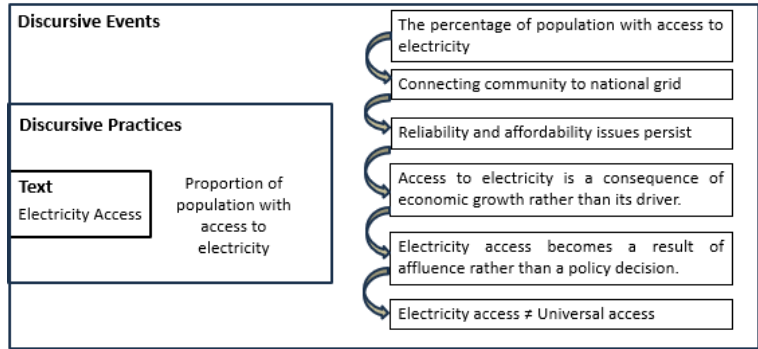 Discursive Events
Discursive Practices
Text
Electricity Access
Proportion of
population with
access to
electricity
The percentage of population with access to
electricity
Connecting community to national grid
Reliability and affordability issues persist
Access to electricity is a consequence of
economic growth rather than its driver.
Electricity access becomes a result of
affluence rather than a policy decision.
Electricity access ≠ Universal access